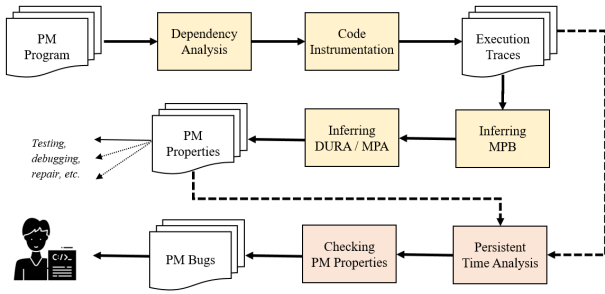 PM
Program
Dependency
Analysis
Code
Instrumentation
Execution
Traces
Testing,
debugging,
repair, etc.
PM
Properties
Inferring
DURA / MPA
Inferring
MPB
PM Bugs
Checking
PM Properties
Persistent
Time Analysis